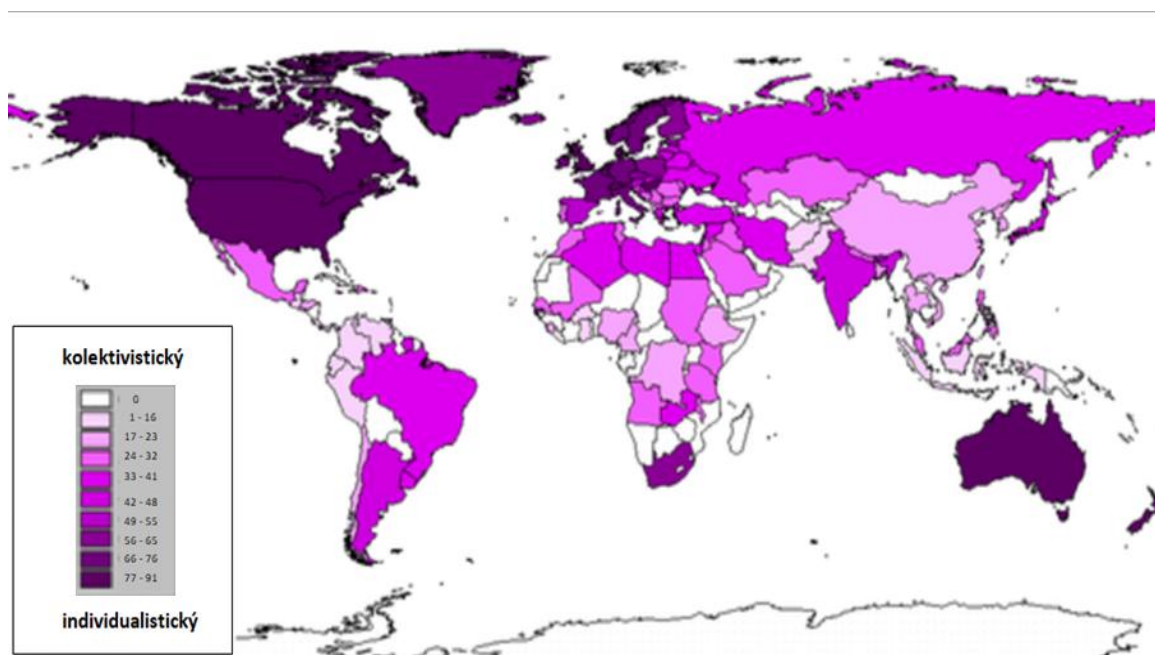 kolektivistický
0
1 - 16
17 - 23
24 - 32
33 - 41
42 - 48
49 - 55
56 - 65
66 - 76
77 - 91
individualistický